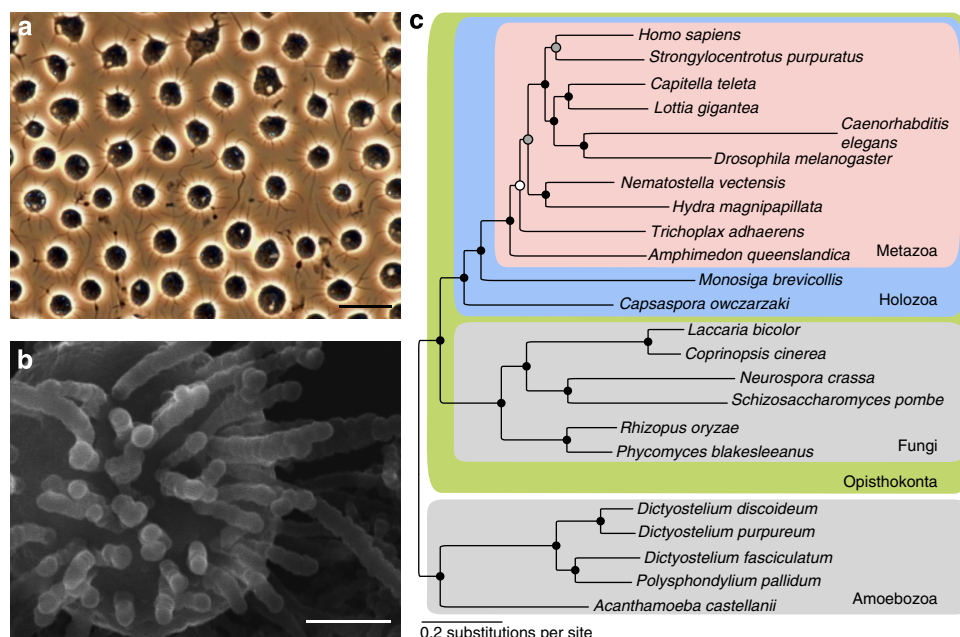 a
b
c
Homo sapiens
Strongylocentrotus purpuratus
Capitella teleta
Lottia gigantea
Caenorhabditis
elegans
Drosophila melanogaster
Nematostella vectensis
Hydra magnipapillata
Trichoplax adhaerens
Metazoa
Amphimedon queenslandica
Monosiga brevicollis
Capsaspora owczarzaki
Holozoa
Laccaria bicolor
Coprinopsis cinerea
Neurospora crassa
Schizosaccharomyces pombe
Rhizopus oryzae
Fungi
Phycomyces blakesleeanus
Opisthokonta
Dictyostelium discoideum
Dictyostelium purpureum
Dictyostelium fasciculatum
Polysphondylium pallidum
Amoebozoa
Acanthamoeba castellanii
0.2 substitutions per site